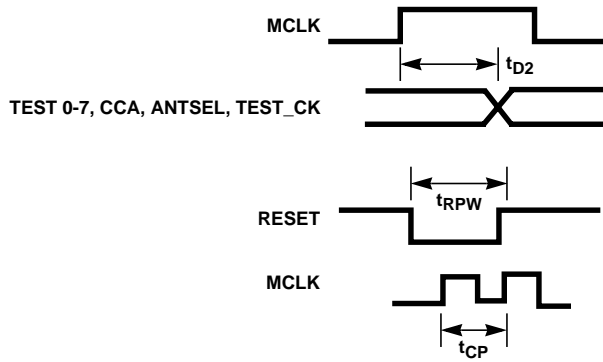 MCLK
tD2
TEST 0-7, CCA, ANTSEL, TEST_CK
tRPW
RESET
MCLK
tCP